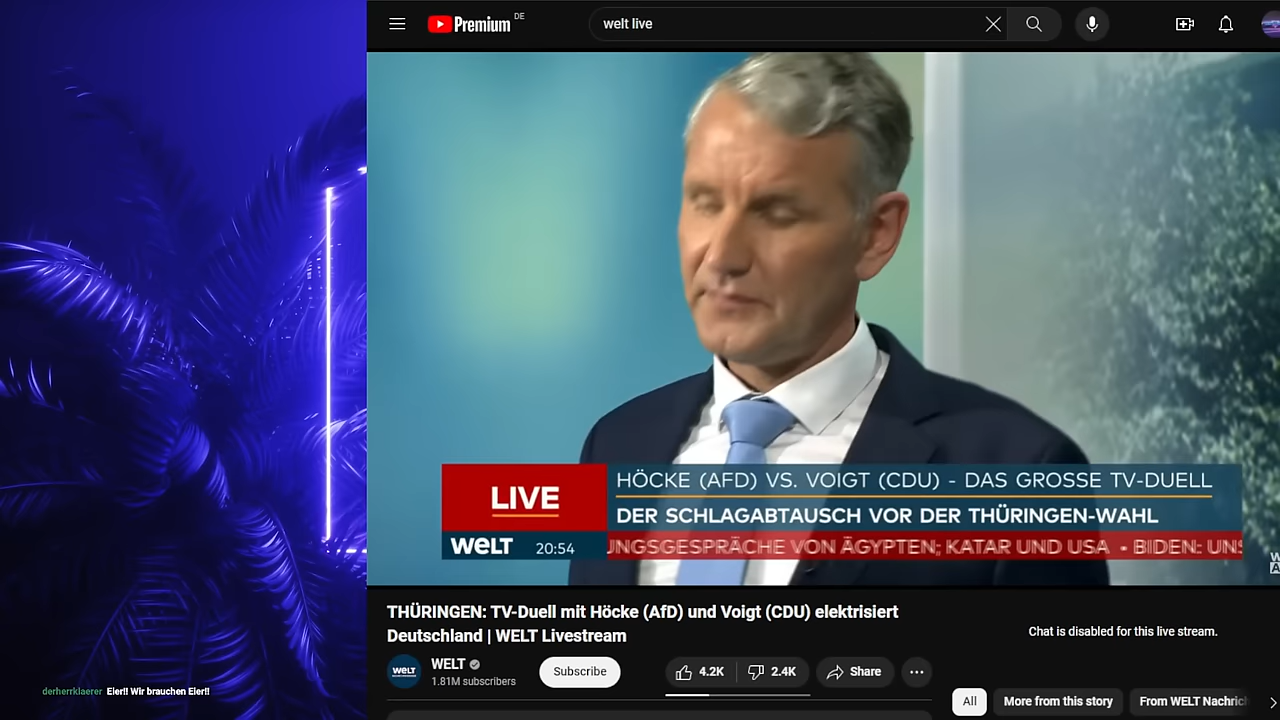 Premium DE
welt live
HÖCKE (AFD) VS. VOIGT (CDU) - DAS GROSSE TV-DUELL
LIVE
DER SCHLAGABTAUSCH VOR DER THÜRINGEN-WAHL
WELT 20:54
UNGSGESPRÄCHE VON ÄGYPTEN; KATAR UND USA • BIDEN: UNS
THÜRINGEN: TV-Duell mit Höcke (AfD) und Voigt (CDU) elektrisiert
Deutschland | WELT Livestream
Chat is disabled for this live stream.
WELT
WELT
1.81M subscribers
Subscribe
4.2K
2.4K
Share
derherrklaerer Eier!! Wir brauchen Eier!!
All
More from this story
From WELT Nachric